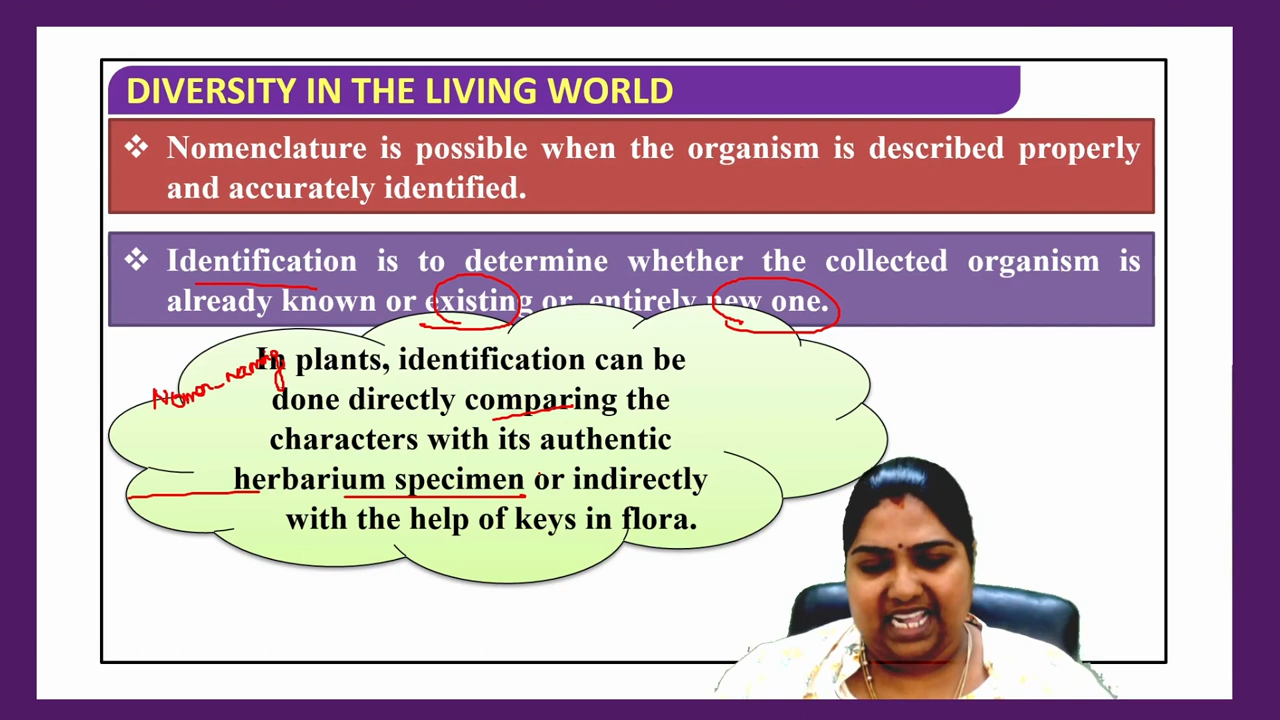 DIVERSITY IN THE LIVING WORLD
❖ Nomenclature is possible when the organism is described properly
and accurately identified.
❖ Identification is to determine whether the collected organism is
already known or existing or entirely new one.
In plants, identification can be
done directly comparing the
characters with its authentic
herbarium specimen or indirectly
with the help of keys in flora.
naming